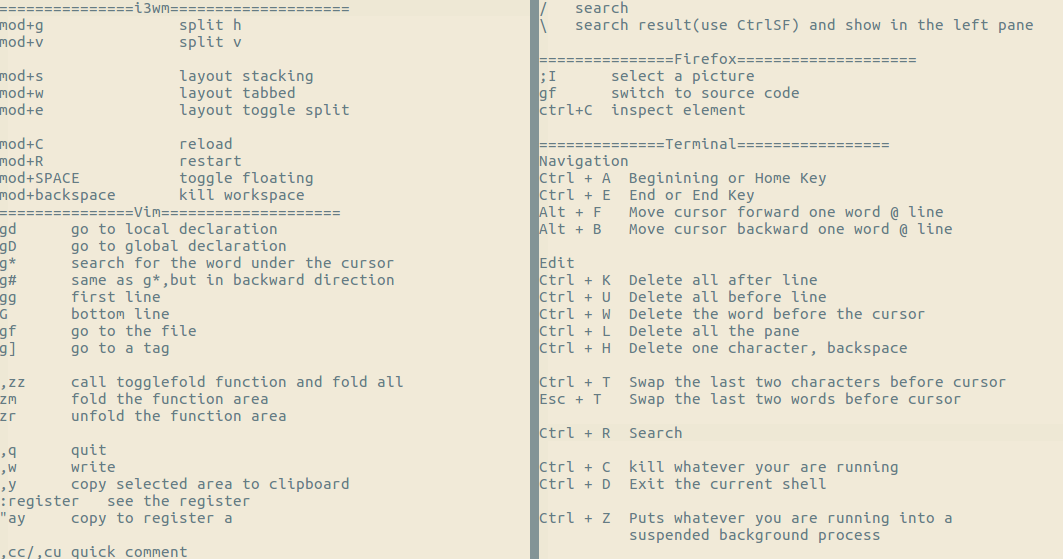 ===============i3wm====================
mod+g               split h
mod+v               split v

mod+s               layout stacking
mod+w               layout tabbed
mod+e               layout toggle split

mod+C               reload
mod+R               restart
mod+SPACE           toggle floating
mod+backspace       kill workspace
===============Vim====================
gd      go to local declaration
gD      go to global declaration
g*      search for the word under the cursor
g#      same as g*,but in backward direction
gg      first line
G       bottom line
gf      go to the file
g]      go to a tag

,zz     call togglefold function and fold all
zm      fold the function area
zr      unfold the function area

,q      quit
,w      write
,y      copy selected area to clipboard
:register   see the register
"ay     copy to register a

,cc/,cu quick comment
/   search
\   search result(use CtrlSF) and show in the left pane

===============Firefox====================
;I      select a picture
gf      switch to source code
ctrl+C  inspect element

==============Terminal=================
Navigation
Ctrl + A  Beginining or Home Key
Ctrl + E  End or End Key
Alt + F   Move cursor forward one word @ line
Alt + B   Move cursor backward one word @ line

Edit
Ctrl + K  Delete all after line
Ctrl + U  Delete all before line
Ctrl + W  Delete the word before the cursor
Ctrl + L  Delete all the pane
Ctrl + H  Delete one character, backspace

Ctrl + T  Swap the last two characters before cursor
Esc + T   Swap the last two words before cursor

Ctrl + R  Search

Ctrl + C  kill whatever your are running
Ctrl + D  Exit the current shell

Ctrl + Z  Puts whatever you are running into a
          suspended background process